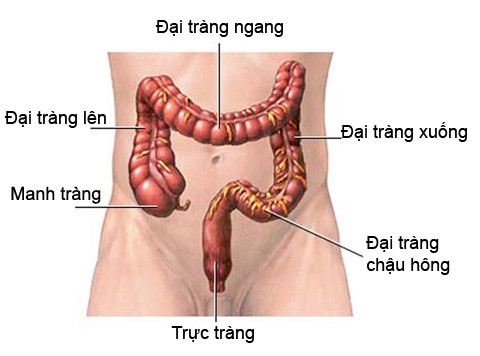 Đại tràng ngang
Đại tràng lên
Đại tràng xuống
Manh tràng
Đại tràng
chậu hông
Trực tràng